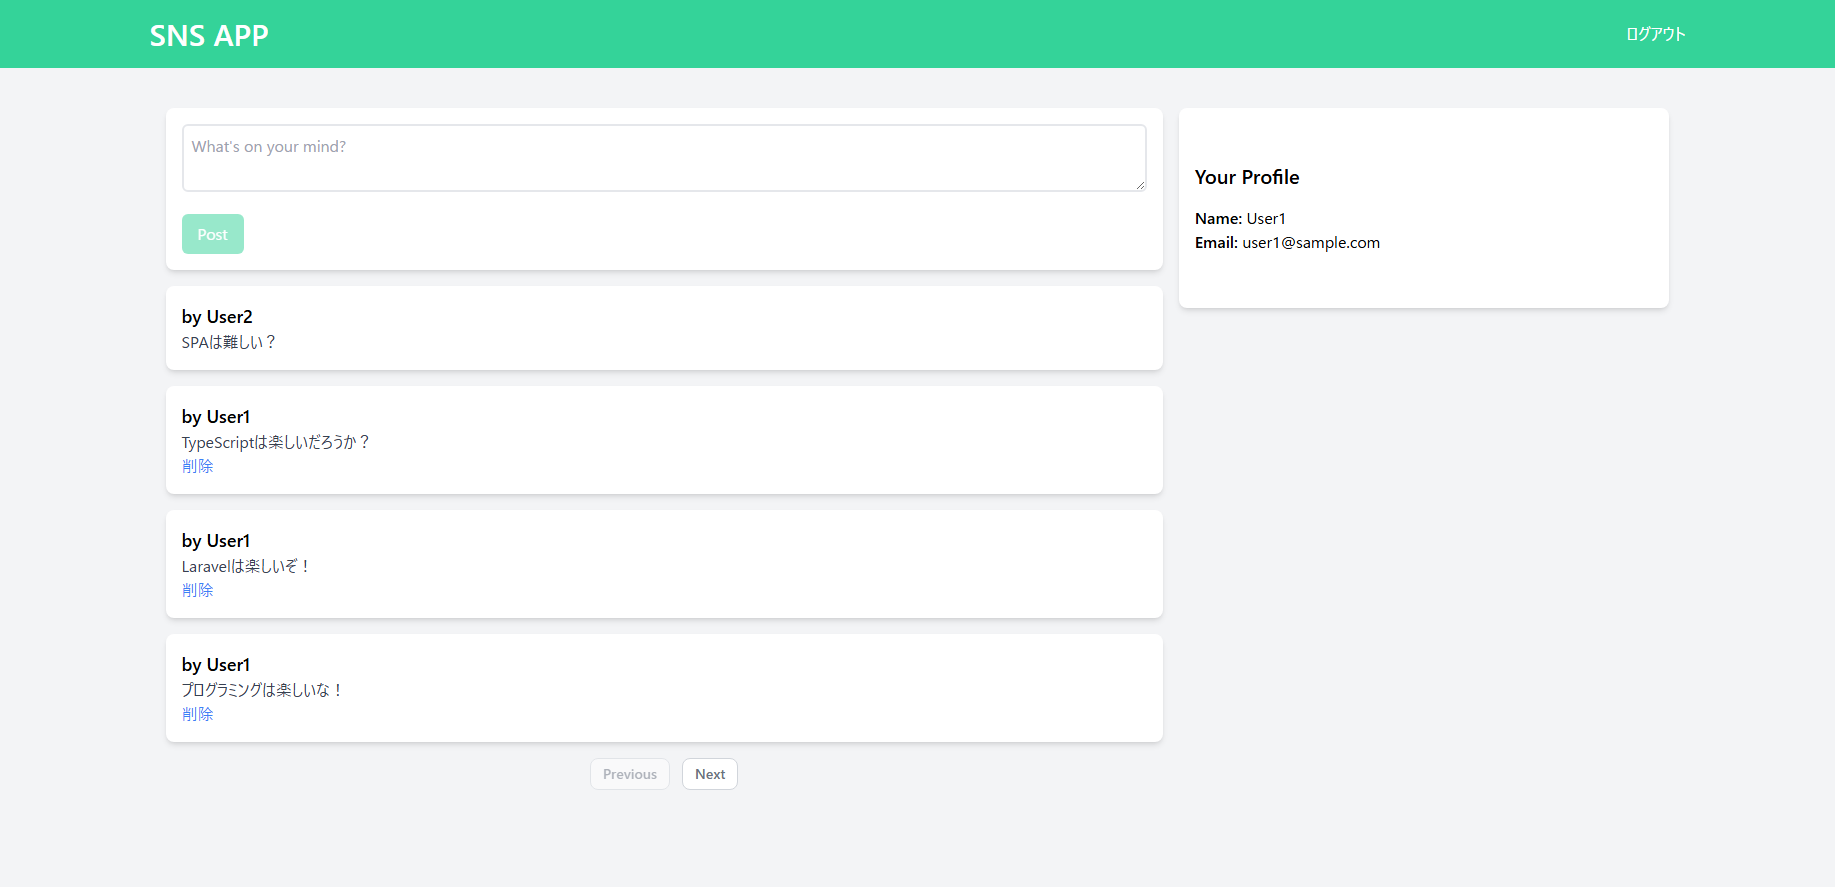 SNS APP
ログアウト
What's on your mind?
Post
by User2
SPAは難しい？
by User1
TypeScriptは楽しいだろうか？
削除
by User1
Laravelは楽しいぞ！
削除
by User1
プログラミングは楽しいな！
削除
Previous
Next
Your Profile
Name: User1
Email: user1@sample.com